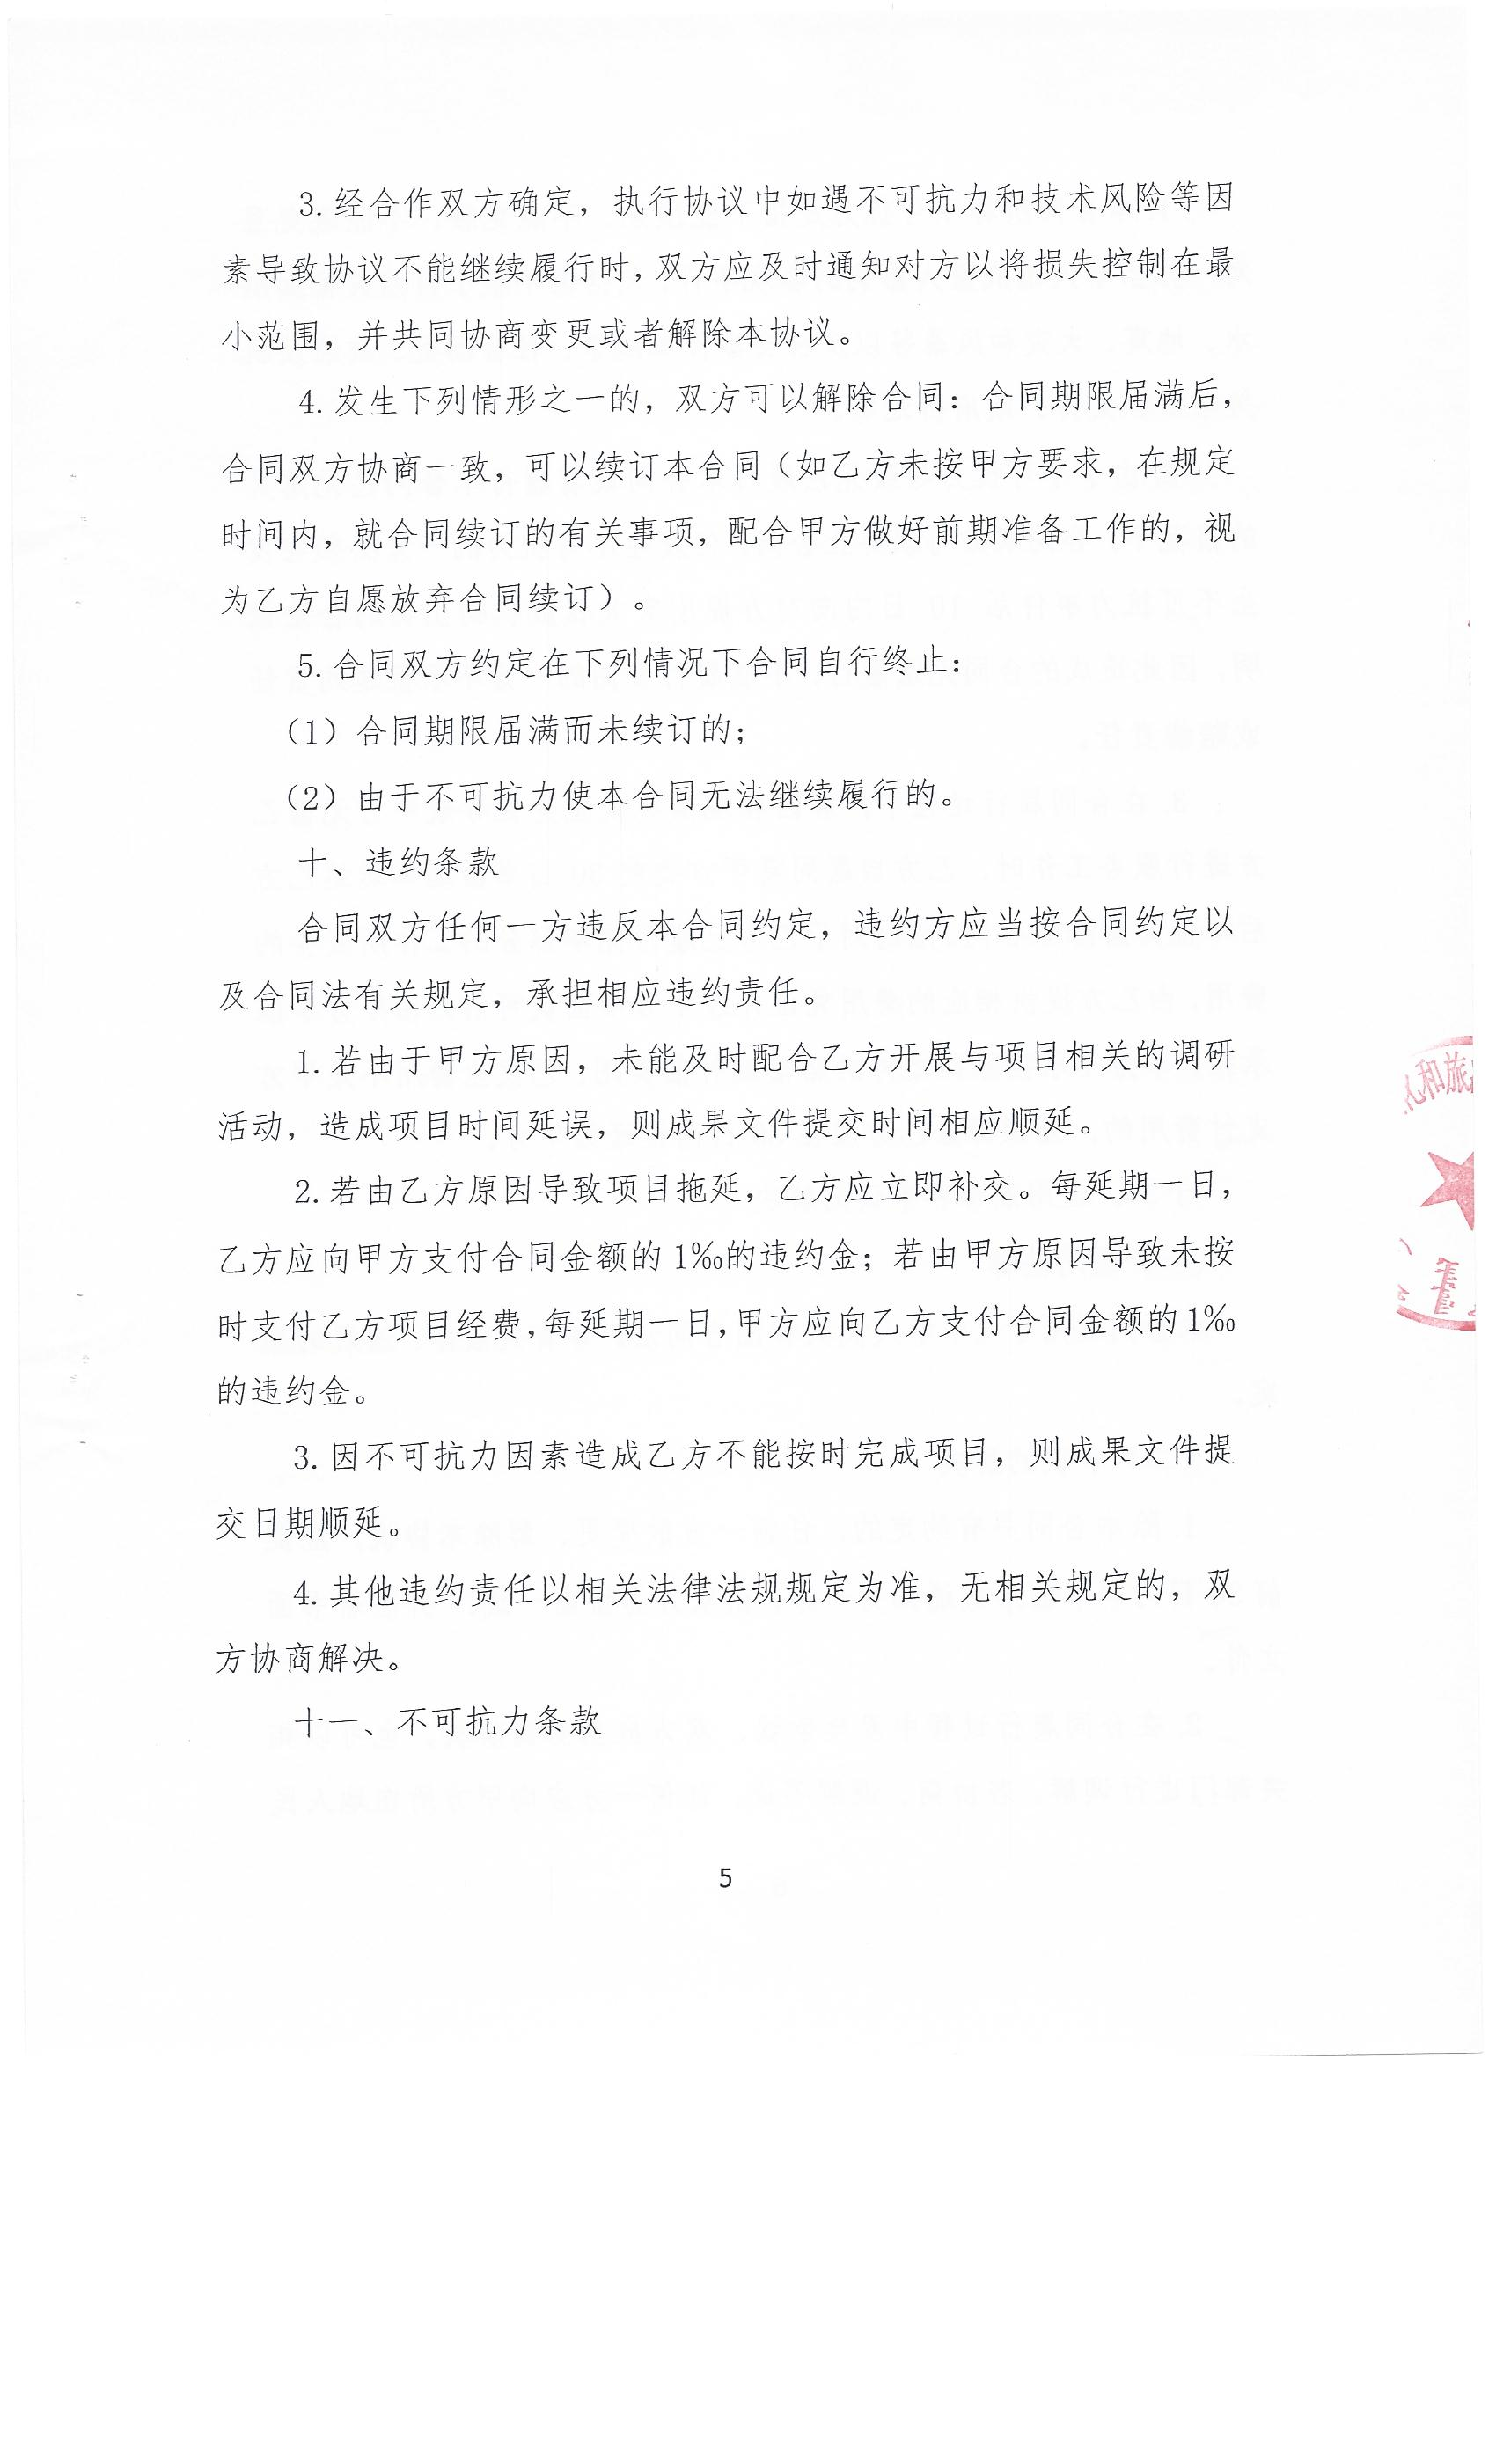 3.经合作双方确定，执行协议中如遇不可抗力和技术风险等因
素导致协议不能继续履行时，双方应及时通知对方以将损失控制在最
小范围，并共同协商变更或者解除本协议。
4.发生下列情形之一的，双方可以解除合同：合同期限届满后，
合同双方协商一致，可以续订本合同（如乙方未按甲方要求，在规定
时间内，就合同续订的有关事项，配合甲方做好前期准备工作的，视
为乙方自愿放弃合同续订）。
5.合同双方约定在下列情况下合同自行终止：
（1）合同期限届满而未续订的；
（2）由于不可抗力使本合同无法继续履行的。
十、违约条款
合同双方任何一方违反本合同约定，违约方应当按合同约定以
及合同法有关规定，承担相应违约责任。
1.若由于甲方原因，未能及时配合乙方开展与项目相关的调研
活动，造成项目时间延误，则成果文件提交时间相应顺延。
2.若由乙方原因导致项目拖延，乙方应立即补交。每延期一日，
乙方应向甲方支付合同金额的1‰的违约金；若由甲方原因导致未按
时支付乙方项目经费，每延期一日，甲方应向乙方支付合同金额的1‰
的违约金。
3.因不可抗力因素造成乙方不能按时完成项目，则成果文件提
交日期顺延。
4.其他违约责任以相关法律法规规定为准，无相关规定的，双
方协商解决。
十一、不可抗力条款
和旅
5